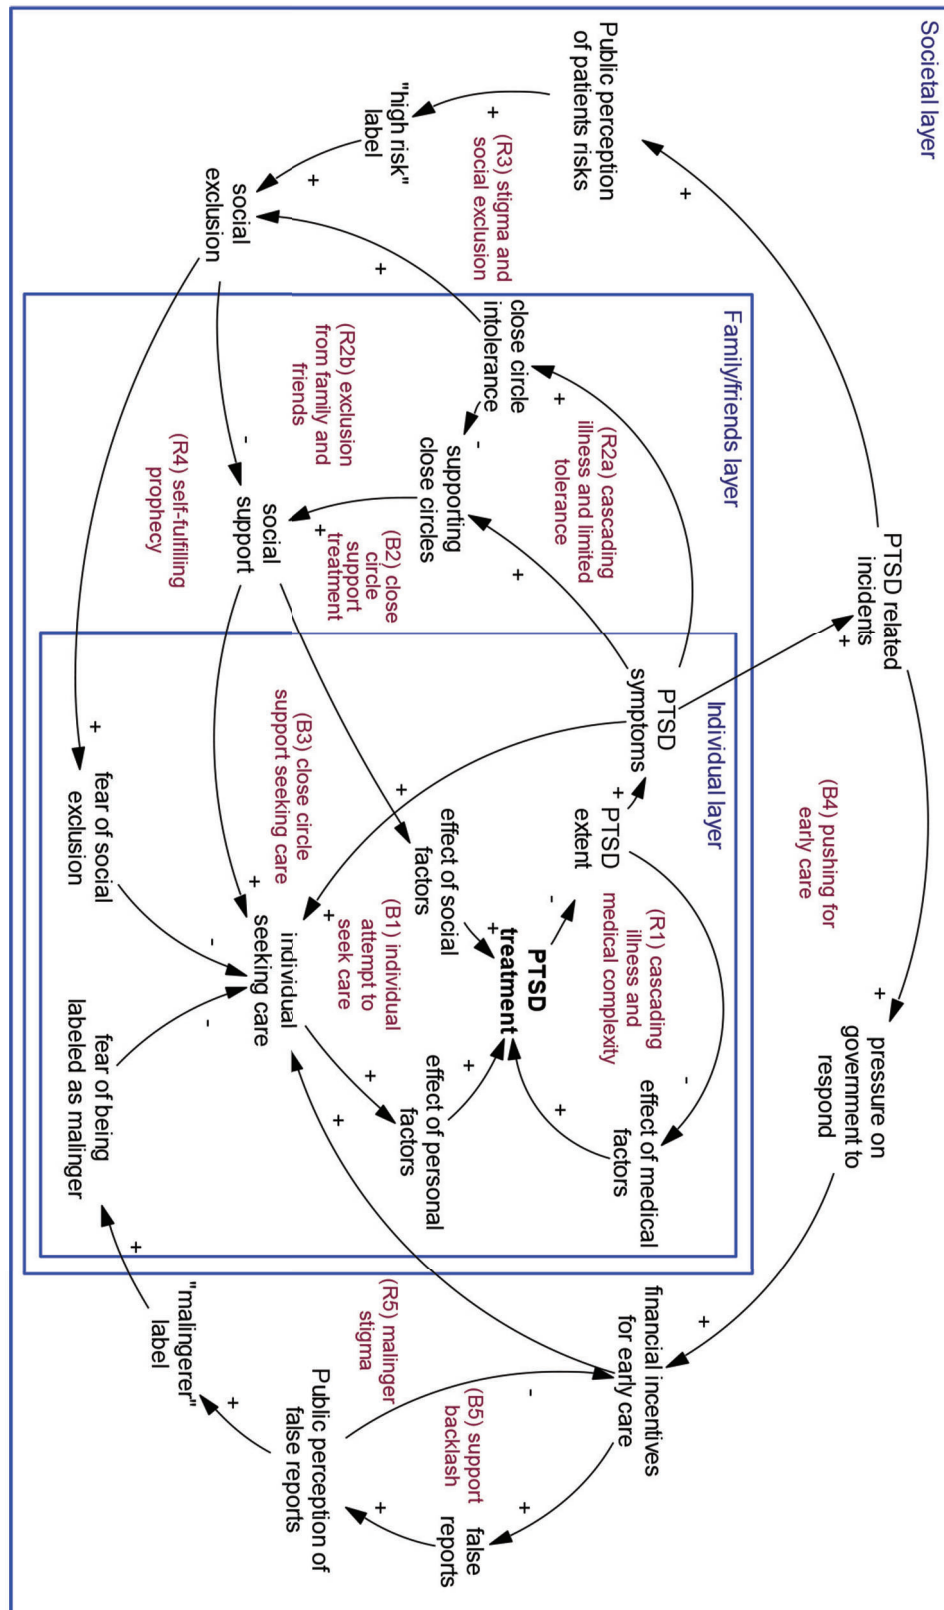 Societal layer
PTSD related
incidents
+
+
pressure on
government to
respond
+
(B4) pushing for
early care
Family/friends layer
Individual layer
+
+
Public perception
of patients risks
PTSD
symptoms
(R1) cascading
illness and
medical complexity
-
effect of medical
factors
financial incentives
for early care
+
PTSD
extent
(R2a) cascading
illness and limited
tolerance
+
-
+
-
+
close circle
intolerance
+
PTSD
treatment
+
+
(R3) stigma and
social exclusion
+
-
supporting
close circles
effect of social
factors
+
effect of personal
factors
+
(B5) support
backlash
false
reports
+
"high risk"
label
+
+
(B2) close
circle
support
treatment
+
(B1) individual
attempt to
seek care
+
+
(R5) malinger
stigma
(R2b) exclusion
from family and
friends
(B3) close circle
support seeking care
+
individual
seeking care
Public perception of
false reports
+
social
exclusion
-
social
support
-
-
"malingerer"
label
+
(R4) self-fulfilling
prophecy
+
fear of social
exclusion
fear of being
labeled as malinger